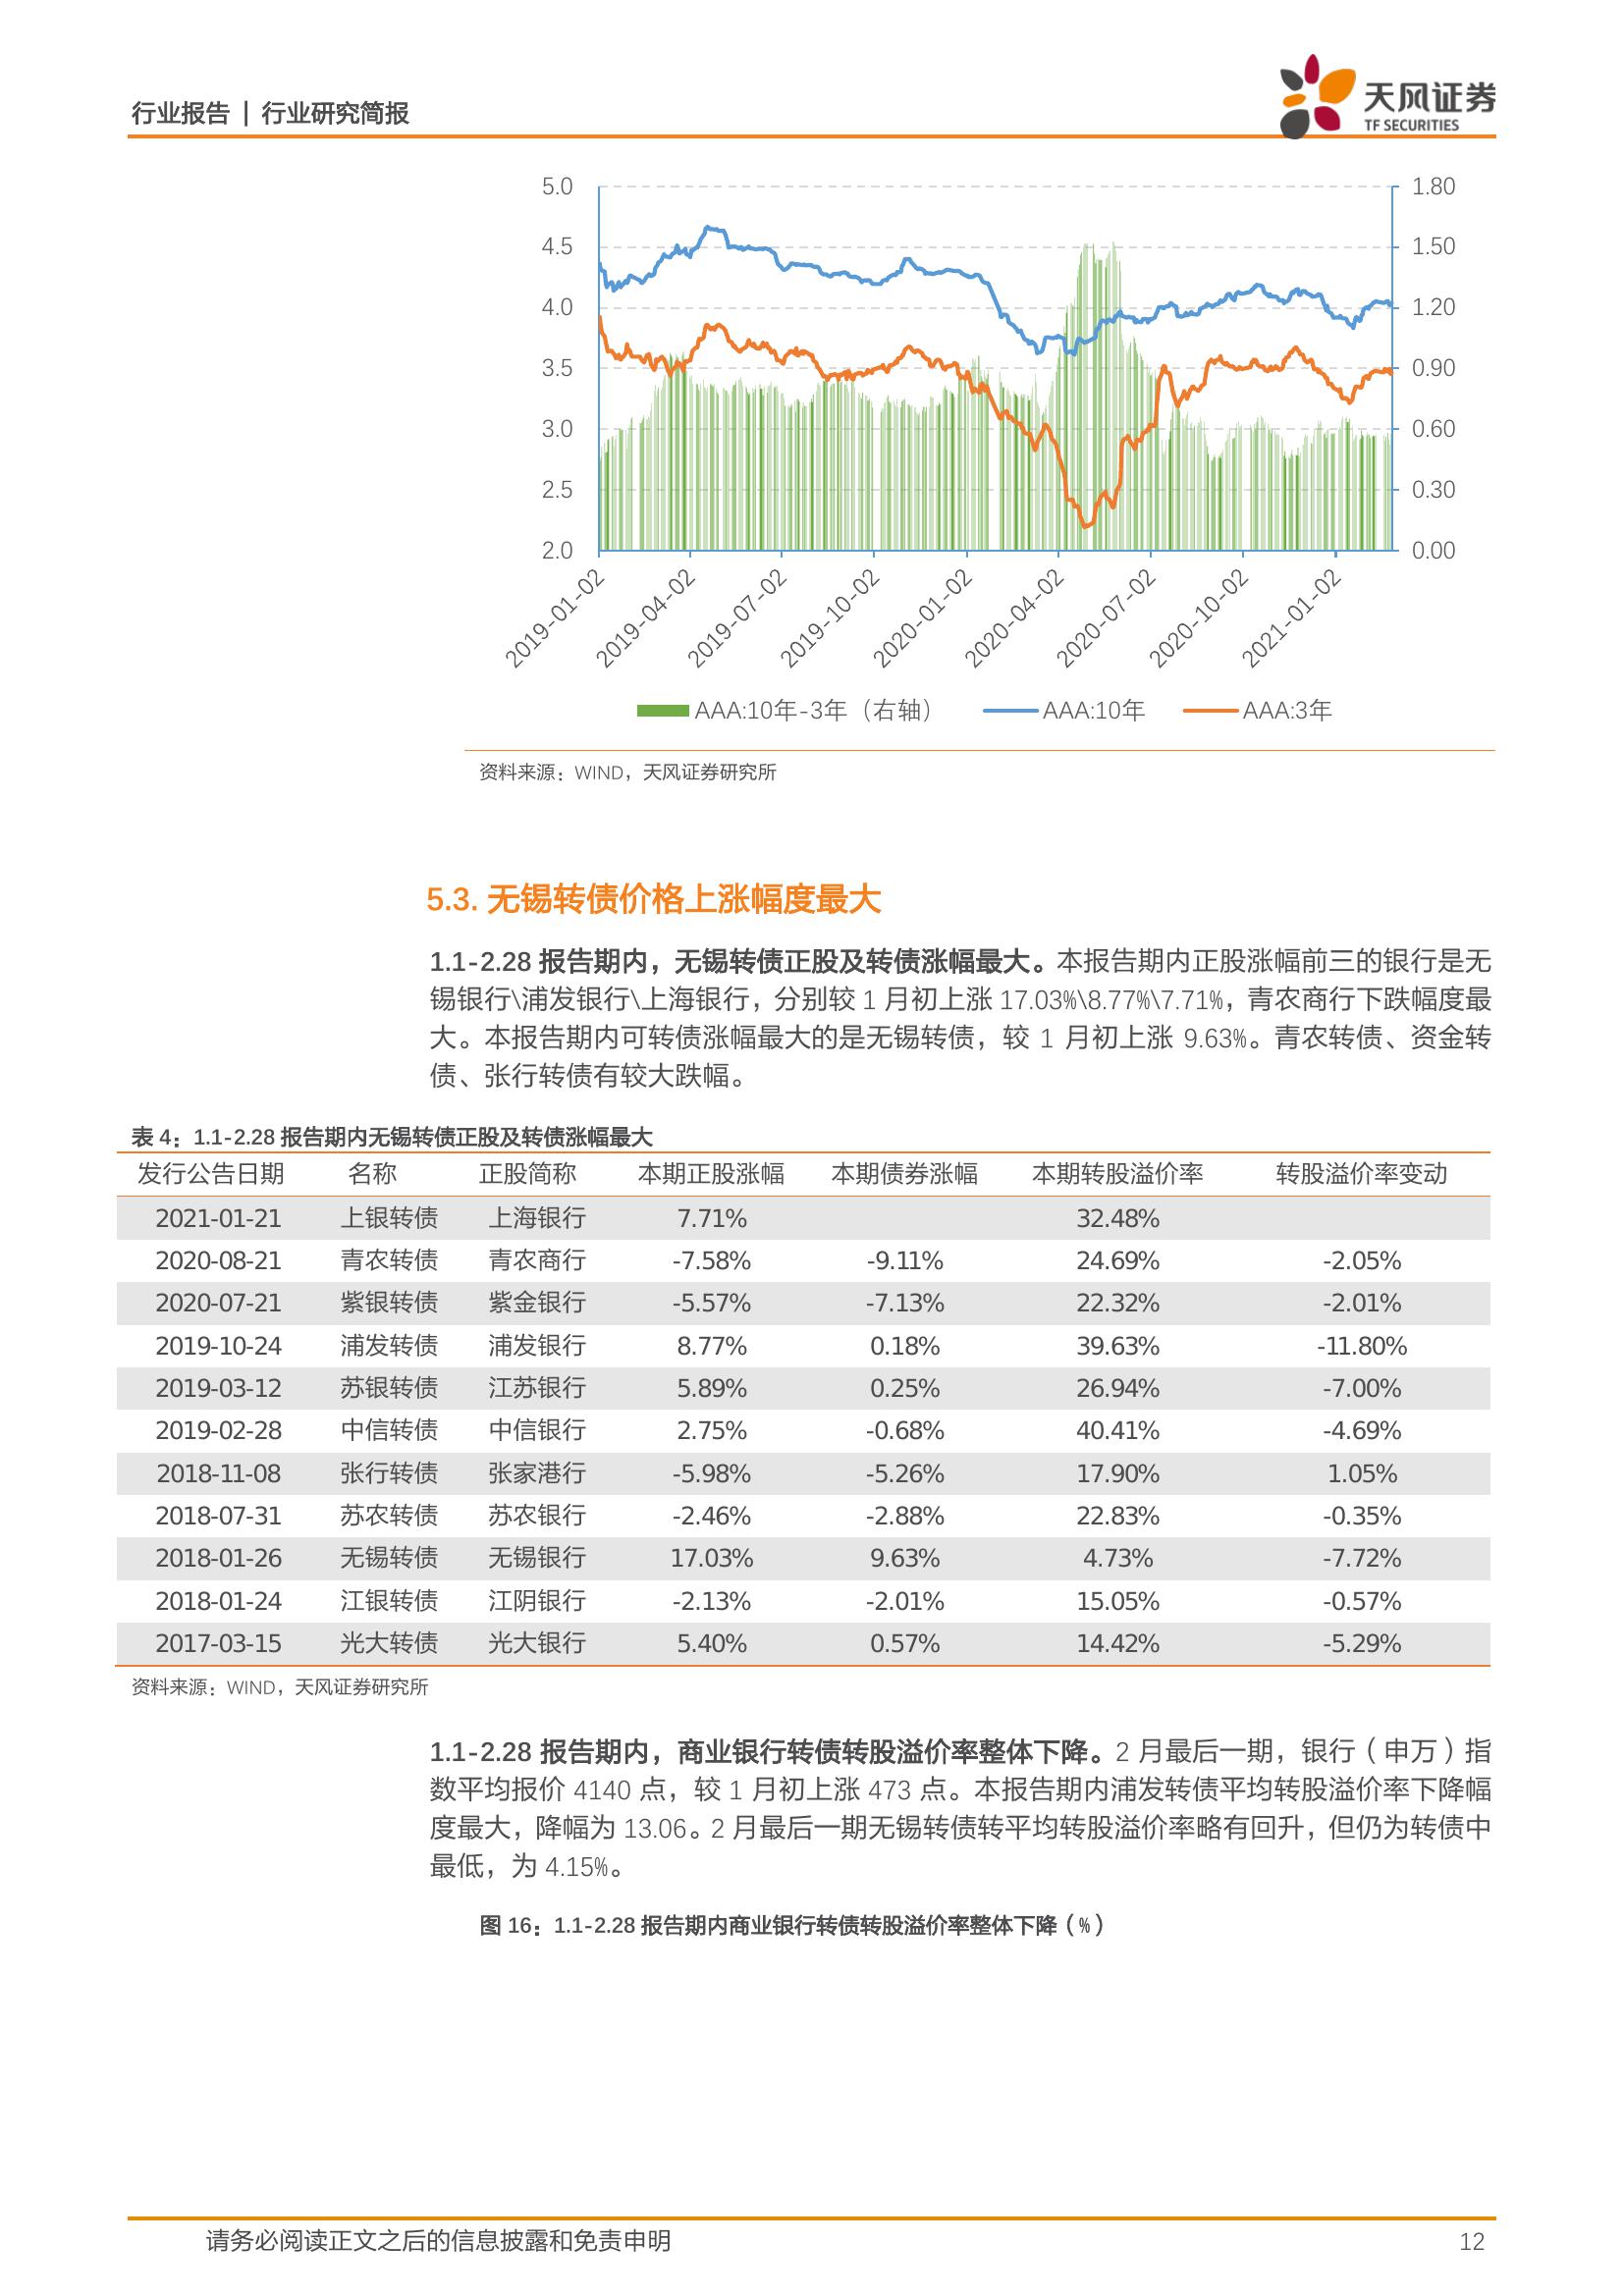 行业报告 | 行业研究简报
天风证券
TF SECURITIES
5.0
4.5
4.0
3.5
3.0
2.5
2.0
1.80
1.50
1.20
0.90
0.60
0.30
0.00
2019-01-02
2019-04-02
2019-07-02
2019-10-02
2020-01-02
2020-04-02
2020-07-02
2020-10-02
2021-01-02
AAA:10年-3年（右轴） AAA:10年 AAA:3年
资料来源：WIND，天风证券研究所
5.3. 无锡转债价格上涨幅度最大
1.1-2.28 报告期内，无锡转债正股及转债涨幅最大。本报告期内正股涨幅前三的银行是无
锡银行\浦发银行\上海银行，分别较 1 月初上涨 17.03%\8.77%\7.71%，青农商行下跌幅度最
大。本报告期内可转债涨幅最大的是无锡转债，较 1 月初上涨 9.63%。青农转债、资金转
债、张行转债有较大跌幅。
表 4：1.1-2.28 报告期内无锡转债正股及转债涨幅最大
发行公告日期 名称 正股简称 本期正股涨幅 本期债券涨幅 本期转股溢价率 转股溢价率变动
2021-01-21 上银转债 上海银行 7.71% 32.48%
2020-08-21 青农转债 青农商行 -7.58% -9.11% 24.69% -2.05%
2020-07-21 紫银转债 紫金银行 -5.57% -7.13% 22.32% -2.01%
2019-10-24 浦发转债 浦发银行 8.77% 0.18% 39.63% -11.80%
2019-03-12 苏银转债 江苏银行 5.89% 0.25% 26.94% -7.00%
2019-02-28 中信转债 中信银行 2.75% -0.68% 40.41% -4.69%
2018-11-08 张行转债 张家港行 -5.98% -5.26% 17.90% 1.05%
2018-07-31 苏农转债 苏农银行 -2.46% -2.88% 22.83% -0.35%
2018-01-26 无锡转债 无锡银行 17.03% 9.63% 4.73% -7.72%
2018-01-24 江银转债 江阴银行 -2.13% -2.01% 15.05% -0.57%
2017-03-15 光大转债 光大银行 5.40% 0.57% 14.42% -5.29%
资料来源：WIND，天风证券研究所
1.1-2.28 报告期内，商业银行转债转股溢价率整体下降。2 月最后一期，银行（申万）指
数平均报价 4140 点，较 1 月初上涨 473 点。本报告期内浦发转债平均转股溢价率下降幅
度最大，降幅为 13.06。2 月最后一期无锡转债转平均转股溢价率略有回升，但仍为转债中
最低，为 4.15%。
图 16：1.1-2.28 报告期内商业银行转债转股溢价率整体下降（%）
请务必阅读正文之后的信息披露和免责申明 12